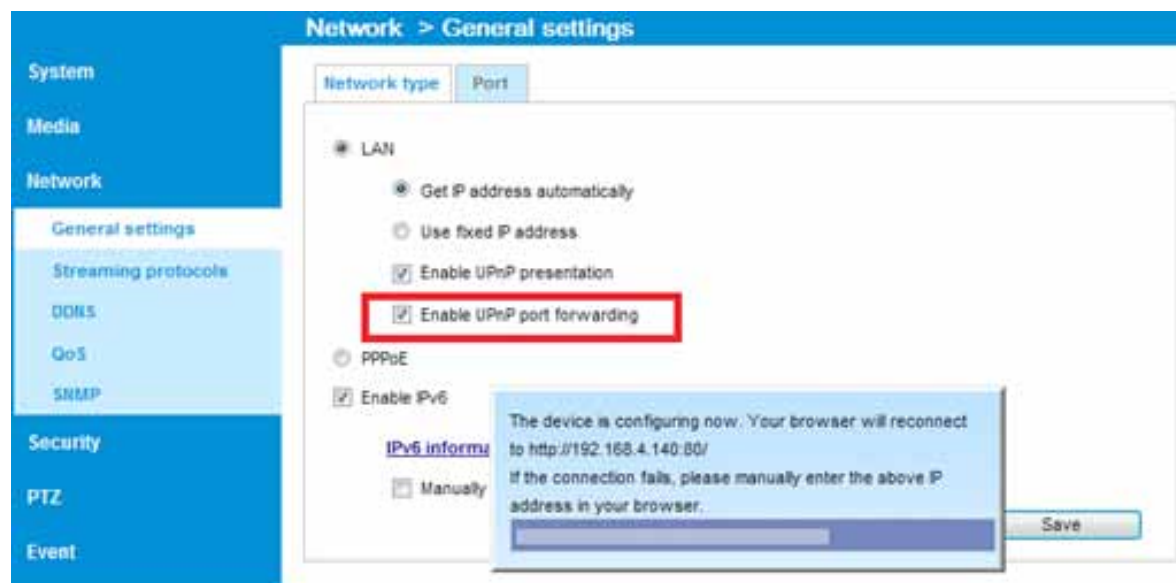 Network > General settings
System
Media
Network
General settings
Streaming protocols
DDNS
QoS
SNMP
Security
PTZ
Event
Network type
Port
LAN
Get IP address automatically
Use fixed IP address
Enable UPnP presentation
Enable UPnP port forwarding
PPPoE
Enable IPv6
IPv6 informa
Manually
The device is configuring now. Your browser will reconnect
to http://192.168.4.140:80/
If the connection fails, please manually enter the above IP
address in your browser.
Save